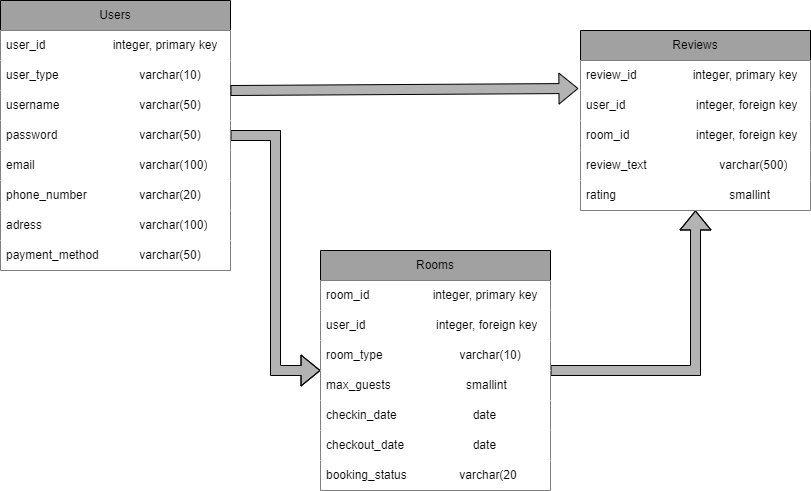 Users
user_id integer, primary key
user_type varchar(10)
username varchar(50)
password varchar(50)
email varchar(100)
phone_number varchar(20)
adress varchar(100)
payment_method varchar(50)
Reviews
review_id integer, primary key
user_id integer, foreign key
room_id integer, foreign key
review_text varchar(500)
rating smallint
Rooms
room_id integer, primary key
user_id integer, foreign key
room_type varchar(10)
max_guests smallint
checkin_date date
checkout_date date
booking_status varchar(20